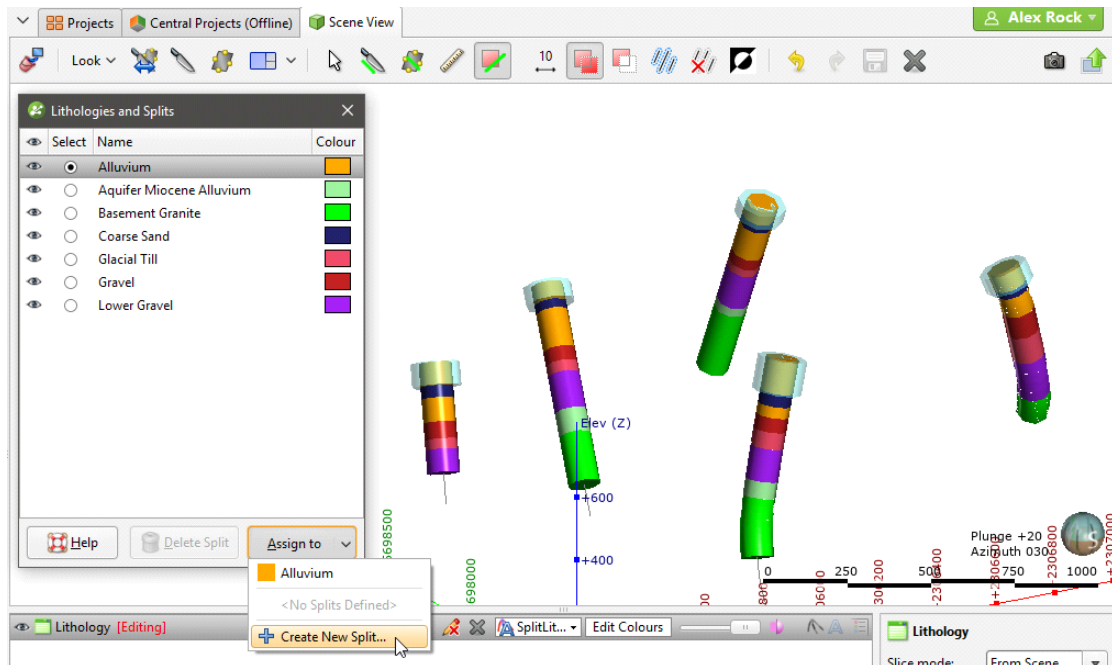 Projects
Central Projects (Offline)
Scene View
Alex Rock
Look
10
Lithologies and Splits
Select Name Colour
Alluvium
Aquifer Miocene Alluvium
Basement Granite
Coarse Sand
Glacial Till
Gravel
Lower Gravel
Help
Delete Split
Assign to
Alluvium
<No Splits Defined>
Create New Split...
Elev (Z)
+600
+400
698500
698000
Plunge +20
Azimuth 030
S
0 250 500 750 1000
+2307000
Lithology [Editing]
SplitLit...
Edit Colours
Lithology
Slice mode: From Scene